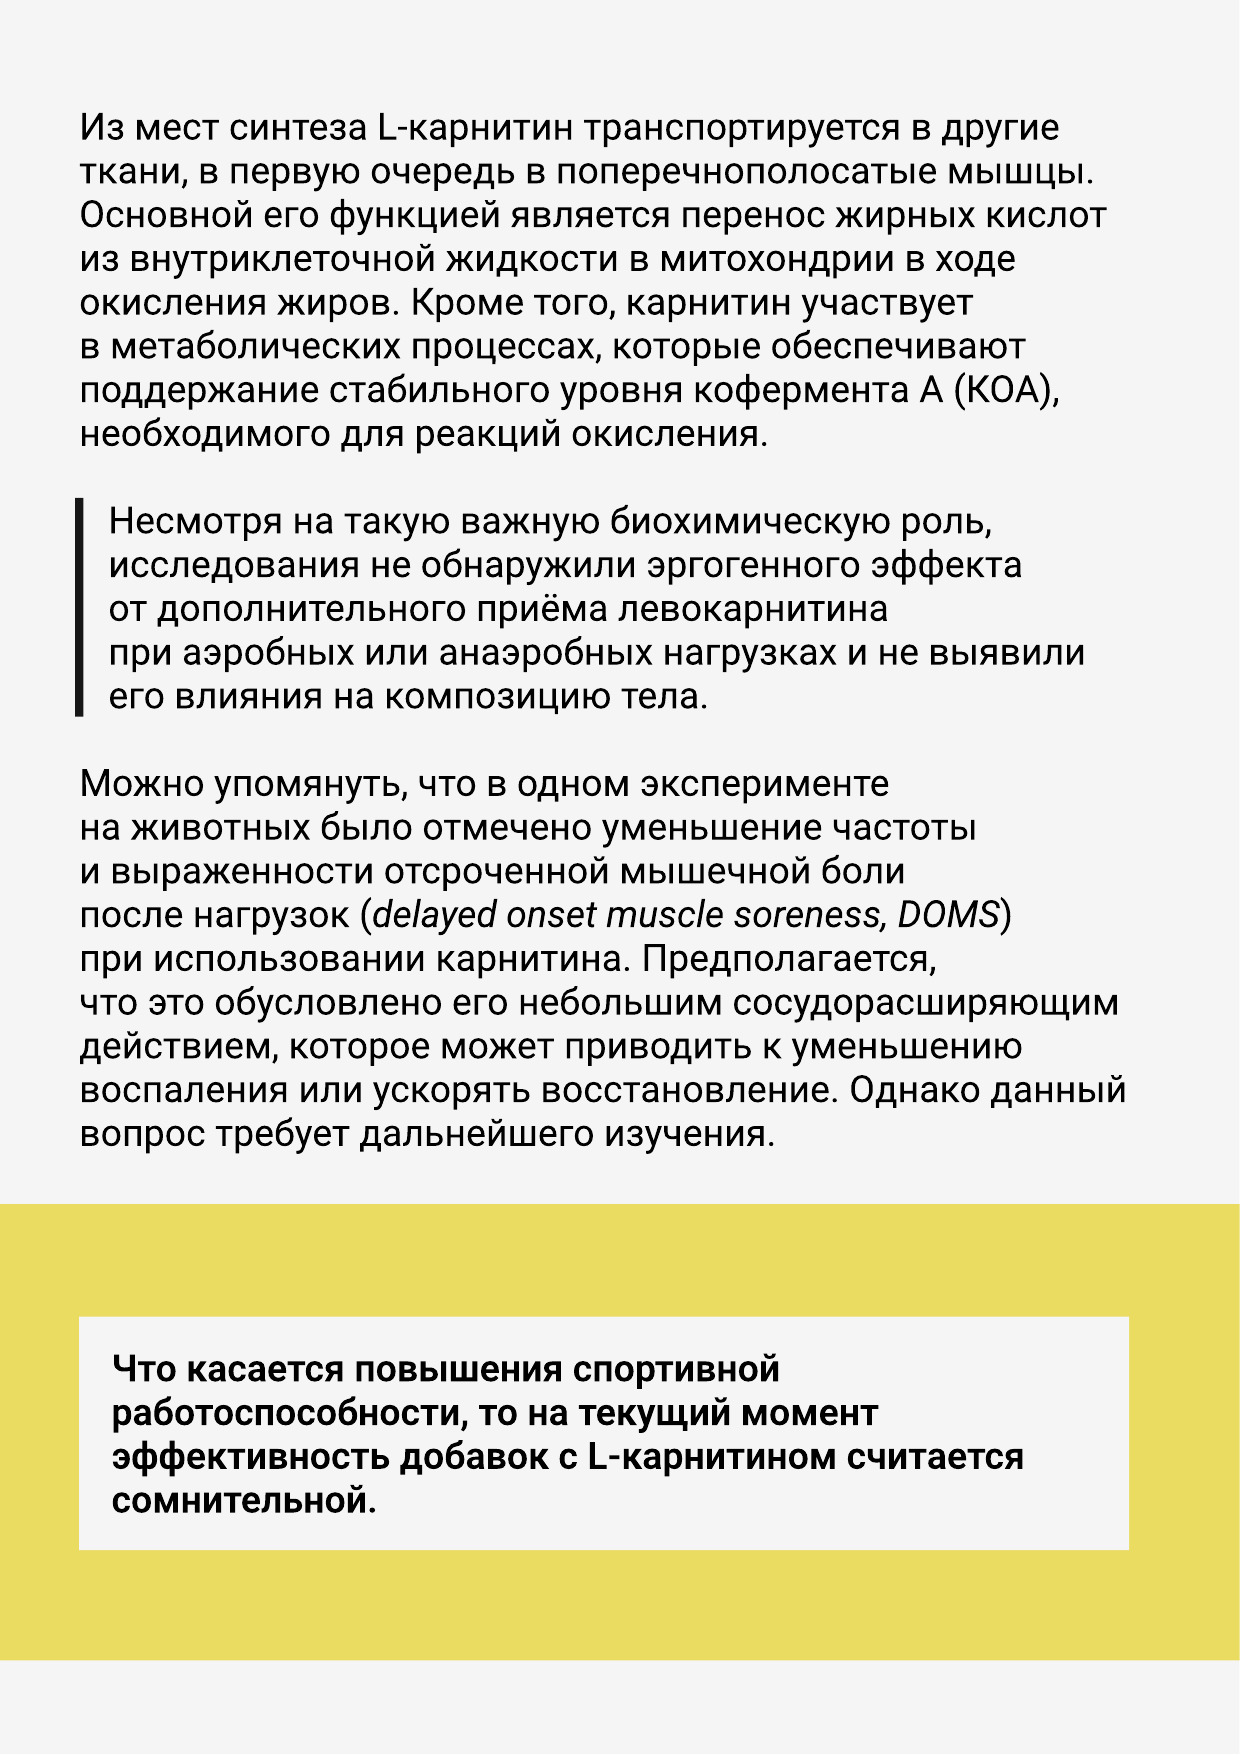 Из мест синтеза L-карнитин транспортируется в другие
ткани, в первую очередь в поперечнополосатые мышцы.
Основной его функцией является перенос жирных кислот
из внутриклеточной жидкости в митохондрии в ходе
окисления жиров. Кроме того, карнитин участвует
в метаболических процессах, которые обеспечивают
поддержание стабильного уровня кофермента А (КОА),
необходимого для реакций окисления.
Несмотря на такую важную биохимическую роль,
исследования не обнаружили эргогенного эффекта
от дополнительного приёма левокарнитина
при аэробных или анаэробных нагрузках и не выявили
его влияния на композицию тела.
Можно упомянуть, что в одном эксперименте
на животных было отмечено уменьшение частоты
и выраженности отсроченной мышечной боли
после нагрузок (delayed onset muscle soreness, DOMS)
при использовании карнитина. Предполагается,
что это обусловлено его небольшим сосудорасширяющим
действием, которое может приводить к уменьшению
воспаления или ускорять восстановление. Однако данный
вопрос требует дальнейшего изучения.
Что касается повышения спортивной
работоспособности, то на текущий момент
эффективность добавок с L-карнитином считается
сомнительной.